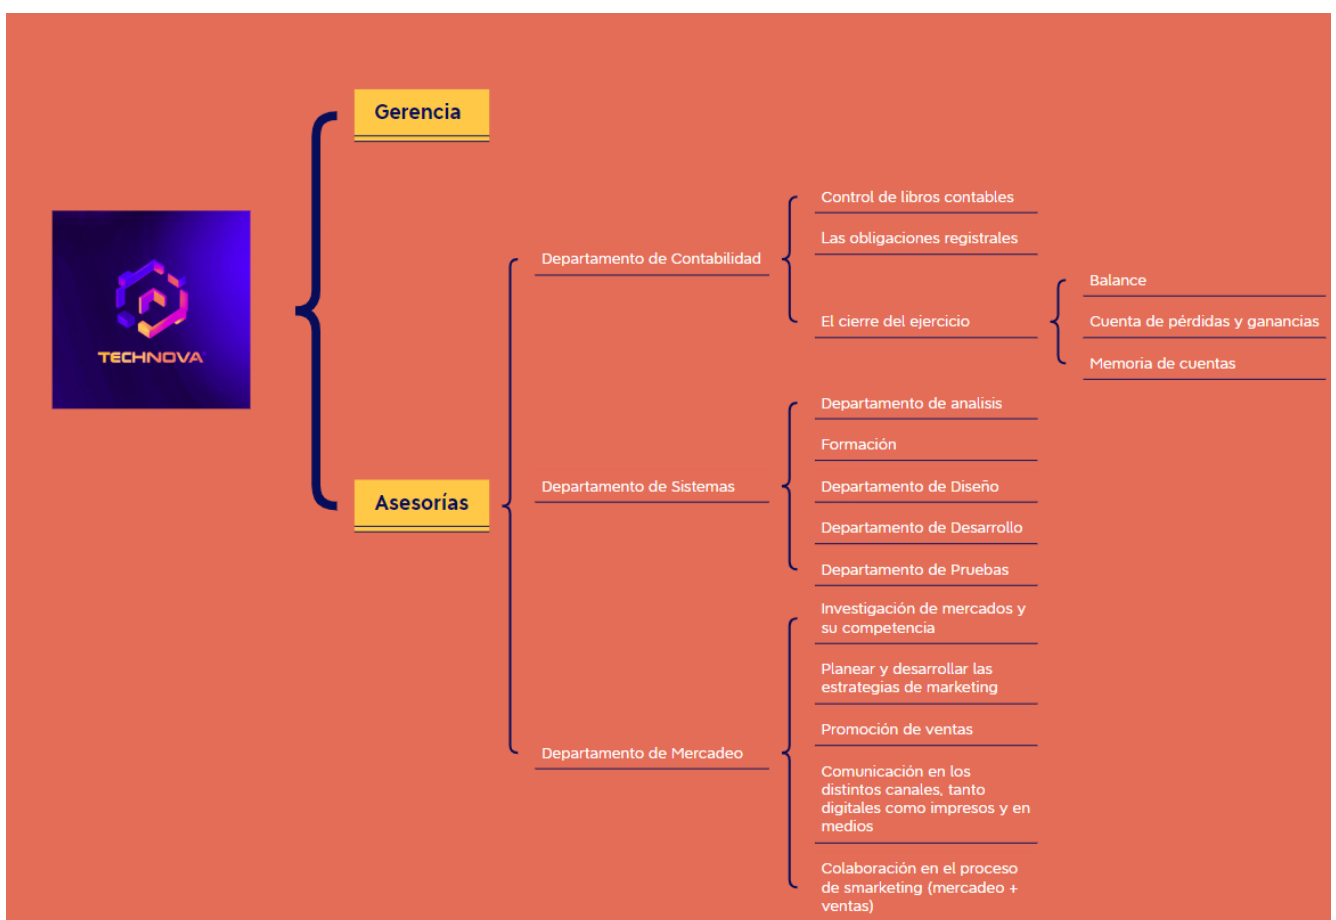 TECHNOVA
Gerencia
Asesorías
Departamento de Contabilidad
Control de libros contables
Las obligaciones registrales
El cierre del ejercicio
Balance
Cuenta de pérdidas y ganancias
Memoria de cuentas
Departamento de Sistemas
Departamento de analisis
Formación
Departamento de Diseño
Departamento de Desarrollo
Departamento de Pruebas
Departamento de Mercadeo
Investigación de mercados y
su competencia
Planear y desarrollar las
estrategias de marketing
Promoción de ventas
Comunicación en los
distintos canales, tanto
digitales como impresos y en
medios
Colaboración en el proceso
de smarketing (mercadeo +
ventas)